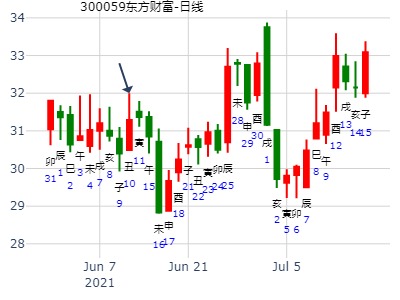 300059东方财富-日线
34
33
32
31
30
29
28
卯 31
辰 1
巳 2
午 3
未 4
戌 7
亥 8
子 9
丑 10
寅 11
午 15
未 16
申 17
酉 18
子 21
丑 22
寅 23
卯 24
辰 25
未 28
申 29
酉 30
戌 1
亥 2
寅 5
卯 6
辰 7
巳 8
午 9
酉 12
戌 13
亥 14
子 15
Jun 7 Jun 21 Jul 5
2021